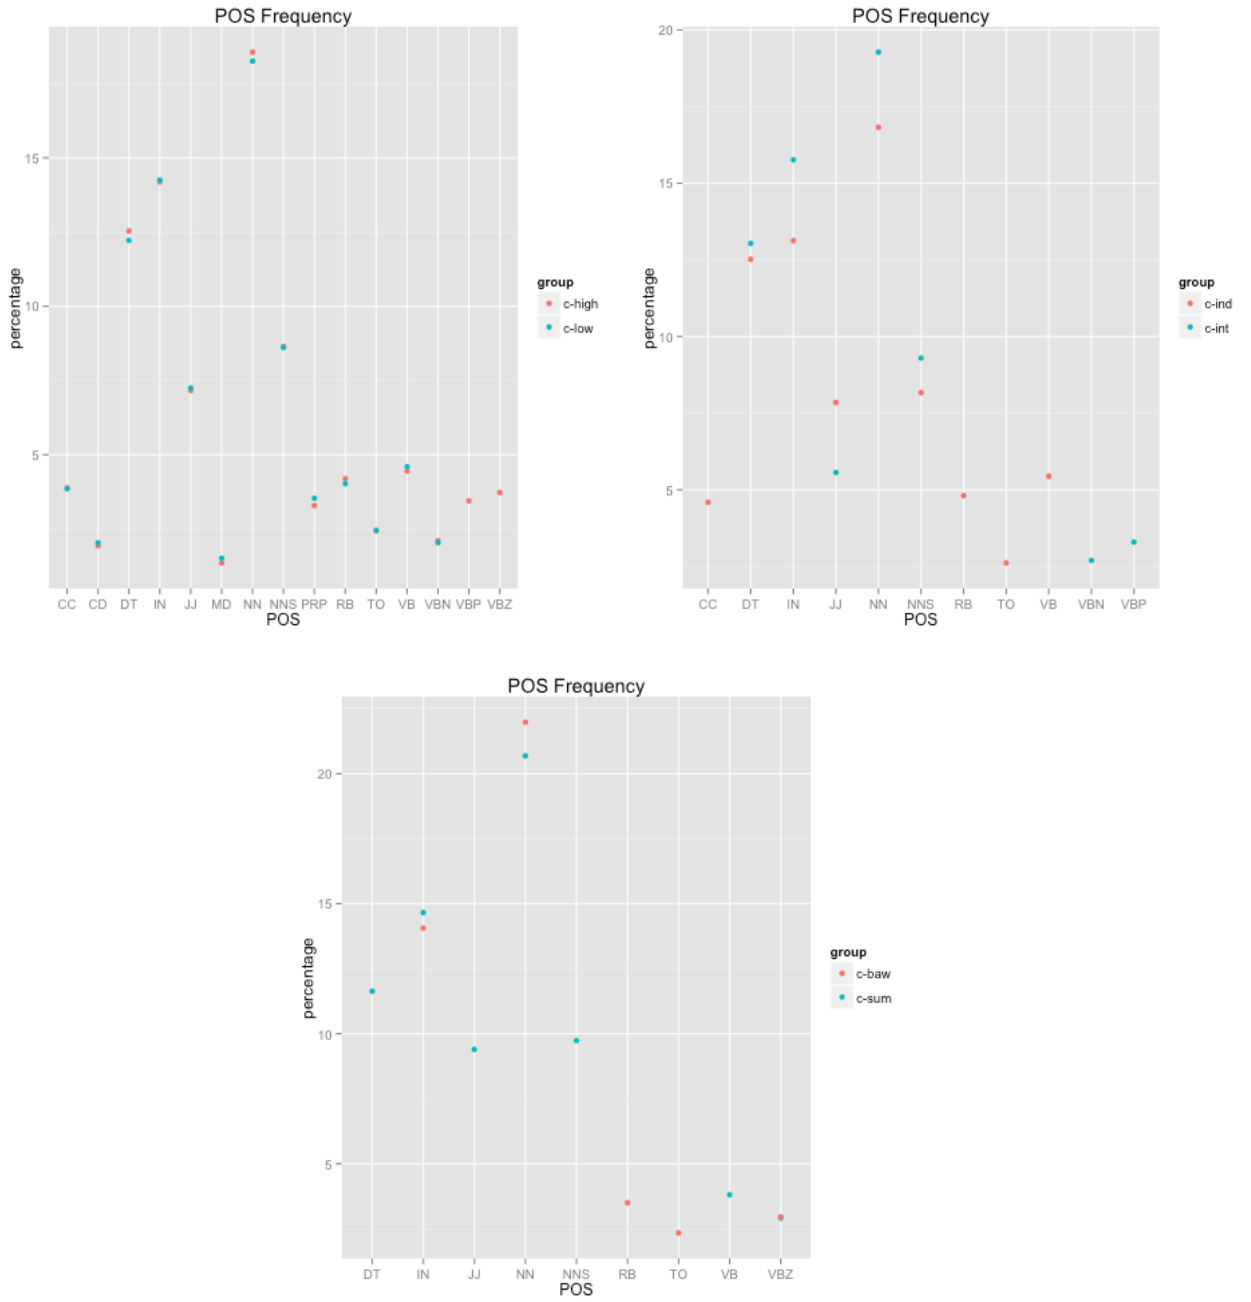 POS Frequency
15
10
5
percentage
CC CD DT IN JJ MD NN NNS PRP RB TO VB VBN VBP VBZ
POS
group
c-high
c-low
POS Frequency
20
15
10
5
percentage
CC DT IN JJ NN NNS RB TO VB VBN VBP
POS
group
c-ind
c-int
POS Frequency
20
15
10
5
percentage
DT IN JJ NN NNS RB TO VB VBZ
POS
group
c-baw
c-sum